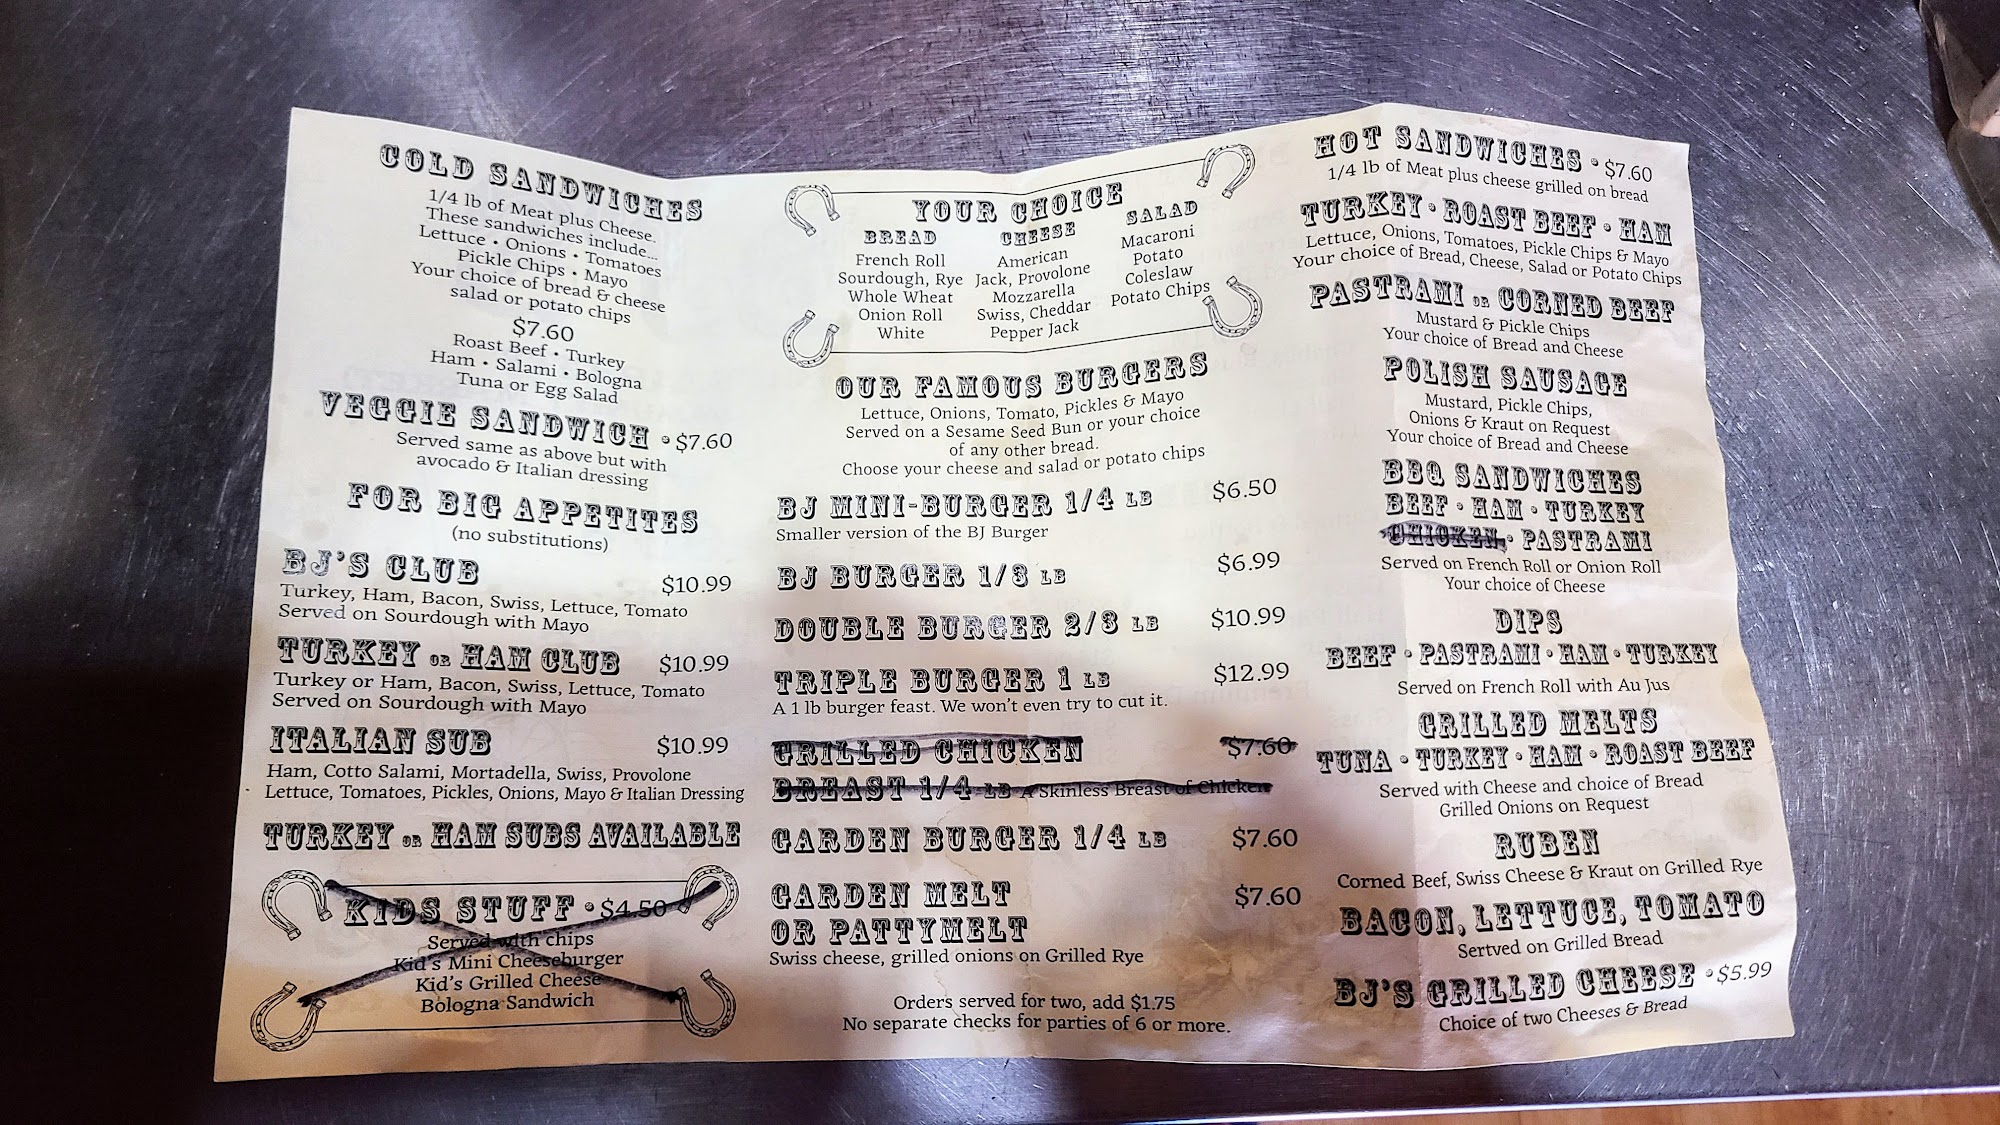 COLD SANDWICHES
1/4 lb of Meat plus Cheese.
These sandwiches include...
Lettuce • Onions • Tomatoes
Pickle Chips • Mayo
Your choice of bread & cheese
salad or potato chips
$7.60
Roast Beef • Turkey
Ham • Salami • Bologna
Tuna or Egg Salad
VEGGIE SANDWICH • $7.60
Served same as above but with
avocado & Italian dressing
FOR BIG APPETITES
(no substitutions)
BJ'S CLUB $10.99
Turkey, Ham, Bacon, Swiss, Lettuce, Tomato
Served on Sourdough with Mayo
TURKEY OR HAM CLUB $10.99
Turkey or Ham, Bacon, Swiss, Lettuce, Tomato
Served on Sourdough with Mayo
ITALIAN SUB $10.99
Ham, Cotto Salami, Mortadella, Swiss, Provolone
Lettuce, Tomatoes, Pickles, Onions, Mayo & Italian Dressing
TURKEY OR HAM SUBS AVAILABLE
KIDS STUFF • $4.50
Served with chips
Kid's Mini Cheeseburger
Kid's Grilled Cheese
Bologna Sandwich
YOUR CHOICE
BREAD
French Roll
Sourdough, Rye
Whole Wheat
Onion Roll
White
CHEESE
American
Jack, Provolone
Mozzarella
Swiss, Cheddar
Pepper Jack
SALAD
Macaroni
Potato
Coleslaw
Potato Chips
OUR FAMOUS BURGERS
Lettuce, Onions, Tomato, Pickles & Mayo
Served on a Sesame Seed Bun or your choice
of any other bread.
Choose your cheese and salad or potato chips
BJ MINI-BURGER 1/4 LB $6.50
Smaller version of the BJ Burger
BJ BURGER 1/3 LB $6.99
DOUBLE BURGER 2/3 LB $10.99
TRIPLE BURGER 1 LB $12.99
A 1 lb burger feast. We won't even try to cut it.
GRILLED CHICKEN $7.60
BREAST 1/4 LB A Skinless Breast of Chicken
GARDEN BURGER 1/4 LB $7.60
GARDEN MELT $7.60
OR PATTYMELT
Swiss cheese, grilled onions on Grilled Rye
Orders served for two, add $1.75
No separate checks for parties of 6 or more.
HOT SANDWICHES • $7.60
1/4 lb of Meat plus cheese grilled on bread
TURKEY • ROAST BEEF • HAM
Lettuce, Onions, Tomatoes, Pickle Chips & Mayo
Your choice of Bread, Cheese, Salad or Potato Chips
PASTRAMI OR CORNED BEEF
Mustard & Pickle Chips
Your choice of Bread and Cheese
POLISH SAUSAGE
Mustard, Pickle Chips,
Onions & Kraut on Request
Your choice of Bread and Cheese
BBQ SANDWICHES
BEEF • HAM • TURKEY
CHICKEN • PASTRAMI
Served on French Roll or Onion Roll
Your choice of Cheese
DIPS
BEEF • PASTRAMI • HAM • TURKEY
Served on French Roll with Au Jus
GRILLED MELTS
TUNA • TURKEY • HAM • ROAST BEEF
Served with Cheese and choice of Bread
Grilled Onions on Request
RUBEN
Corned Beef, Swiss Cheese & Kraut on Grilled Rye
BACON, LETTUCE, TOMATO
Sertved on Grilled Bread
BJ'S GRILLED CHEESE • $5.99
Choice of two Cheeses & Bread